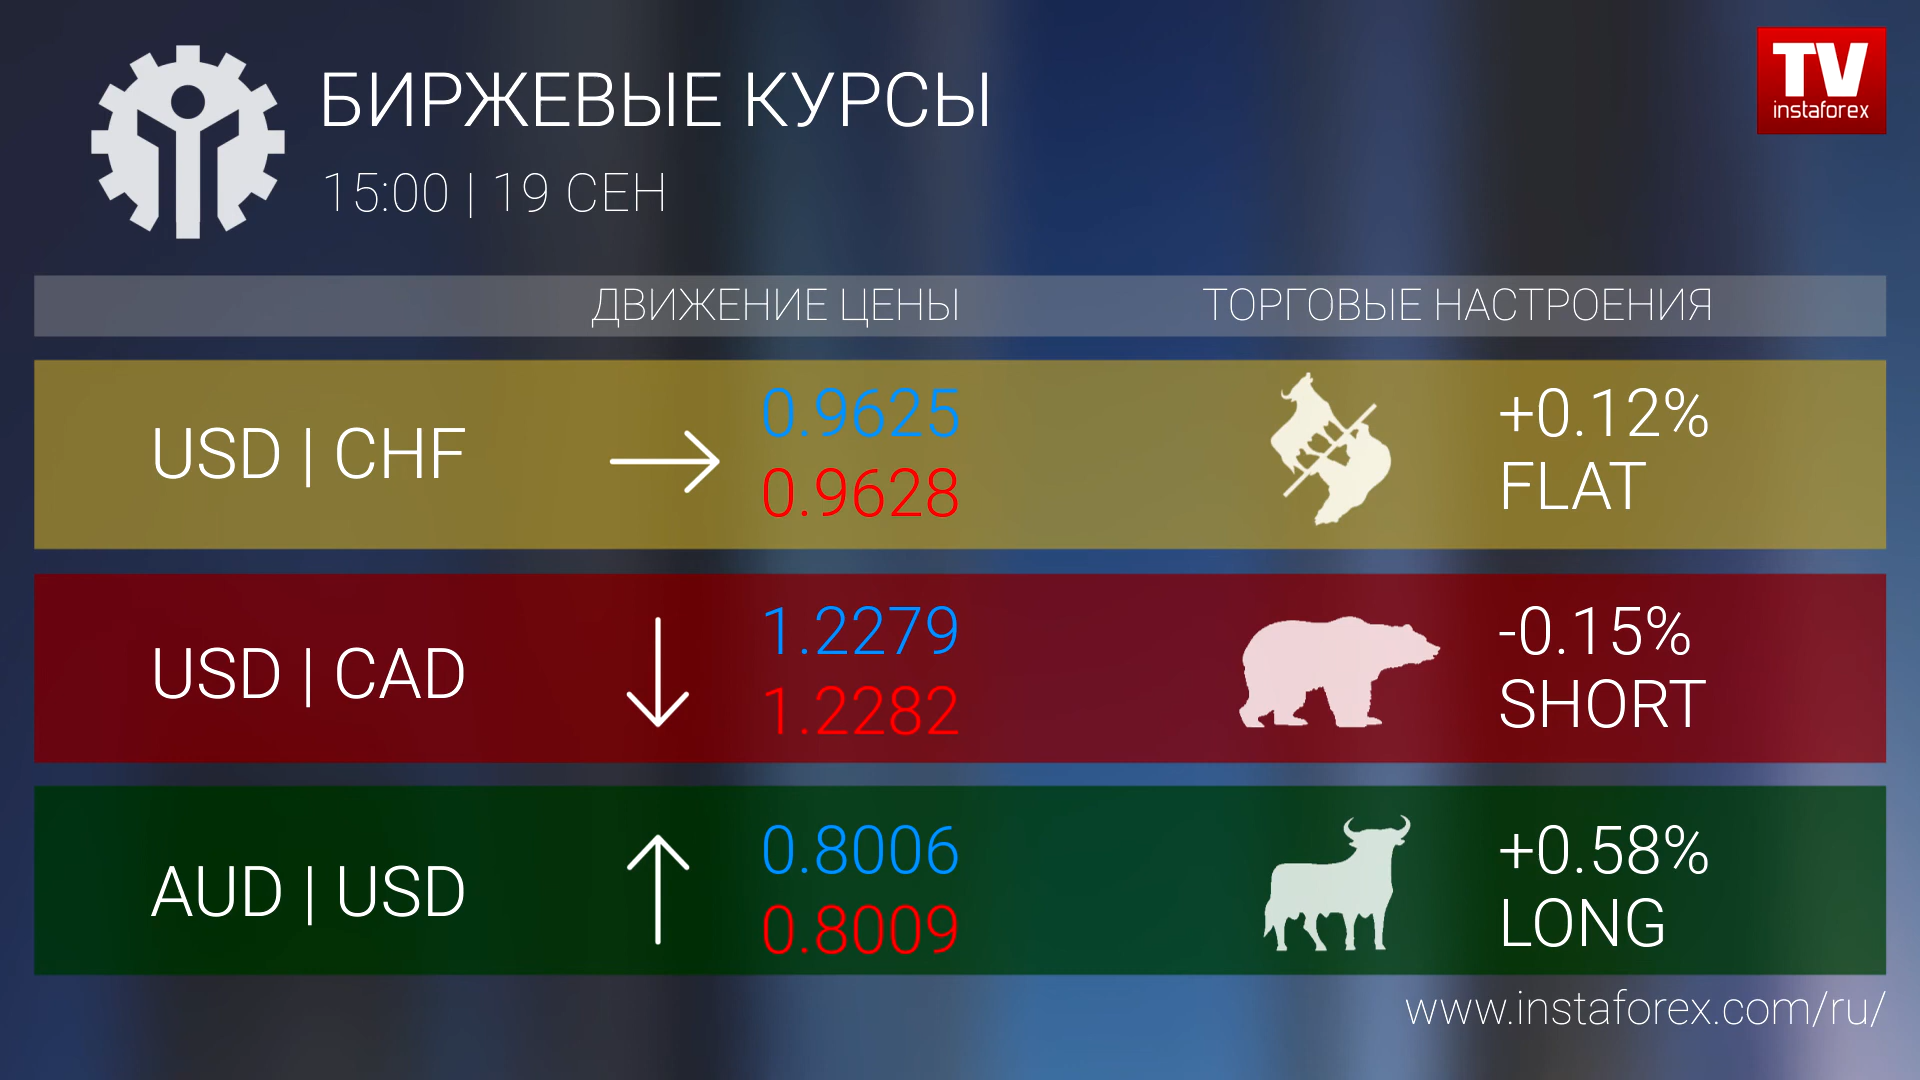 БИРЖЕВЫЕ КУРСЫ
15:00 | 19 СЕН
TV
instaforex
ДВИЖЕНИЕ ЦЕНЫ
ТОРГОВЫЕ НАСТРОЕНИЯ
USD | CHF
0.9625
0.9628
+0.12%
FLAT
USD | CAD
1.2279
1.2282
-0.15%
SHORT
AUD | USD
0.8006
0.8009
+0.58%
LONG
www.instaforex.com/ru/